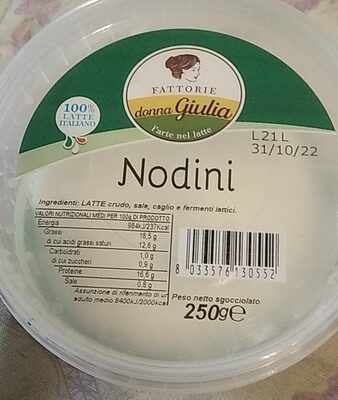 FATTORIE
donna Giulia
l'arte nel latte
100%
LATTE
ITALIANO
L21L
31/10/22
Nodini
Ingredienti: LATTE crudo, sale, caglio e fermenti lattici.
VALORI NUTRIZIONALI MEDI PER 100g DI PRODOTTO
Energia 984kJ/237Kcal
Grassi 18,5 g
di cui acidi grassi saturi 12,6 g
Carboidrati 1,0 g
di cui zuccheri 0,9 g
Proteine 16,6 g
Sale 0,8 g
Assunzione di riferimento di un
adulto medio 8400kJ/2000kcal
8 033576 130552
Peso netto sgocciolato
250g℮